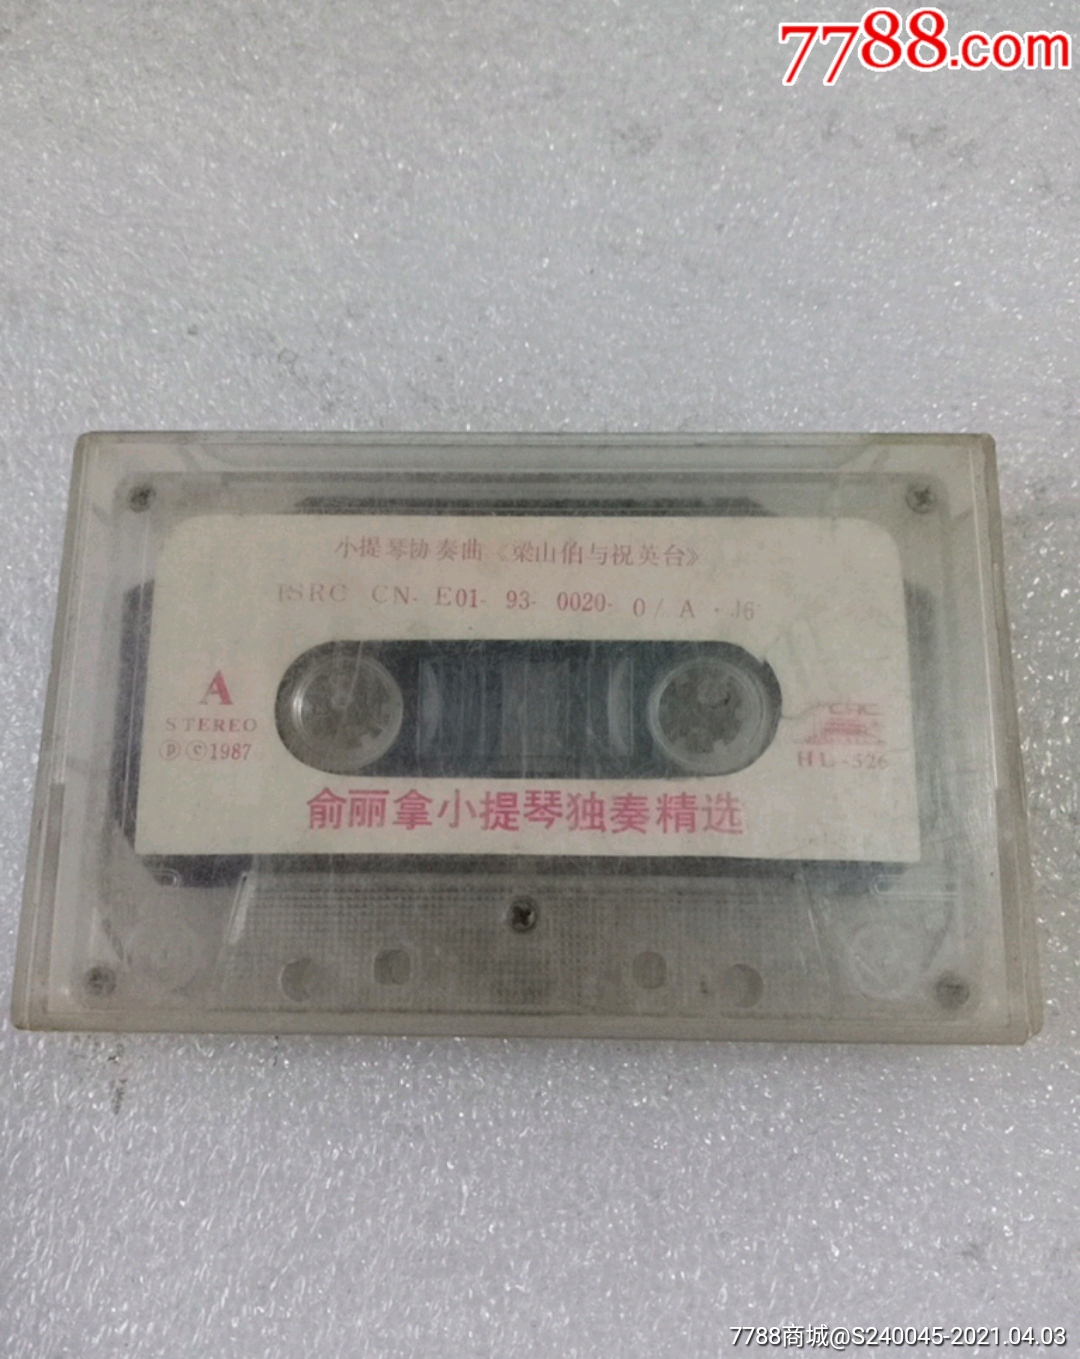 7788.com
小提琴协奏曲《梁山伯与祝英台》
ISRC CN- E01- 93- 0020- 0 / A · J6
A
STEREO
Ⓟ Ⓒ1987
CRC
HL-526
俞丽拿小提琴独奏精选
7788商城@S240045-2021.04.03